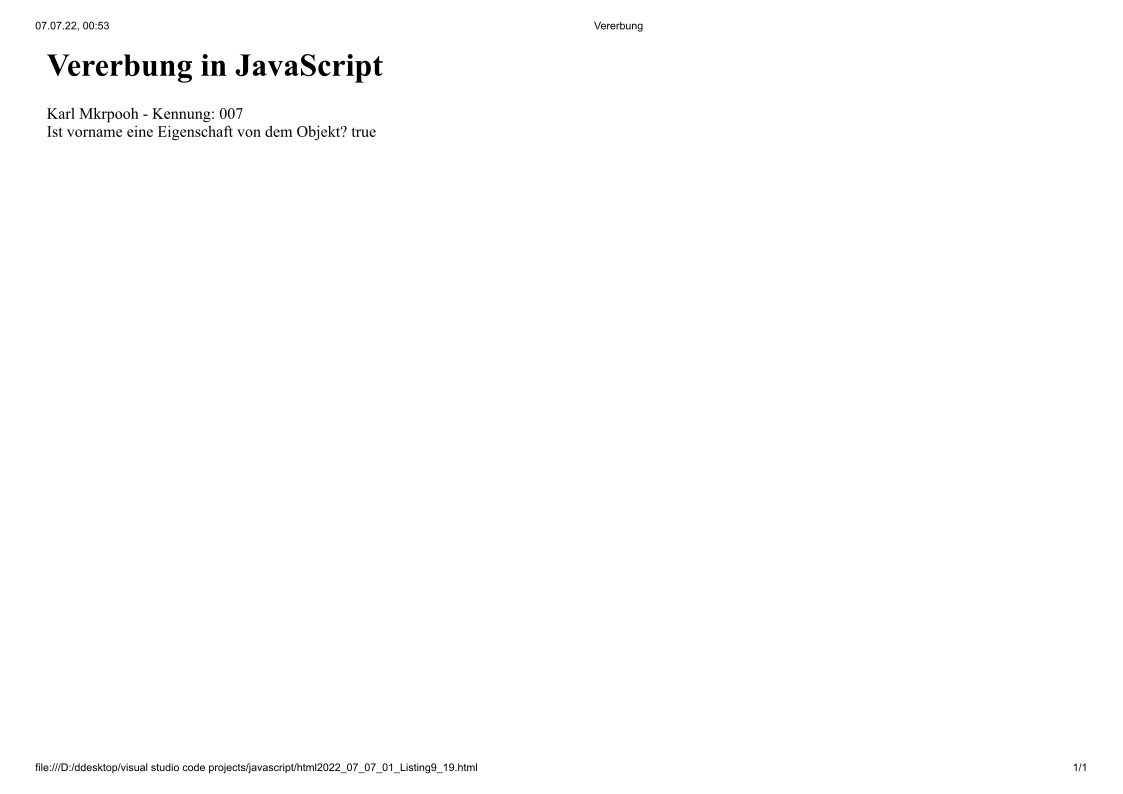 07.07.22, 00:53 Vererbung
Vererbung in JavaScript
Karl Mkrpooh - Kennung: 007
Ist vorname eine Eigenschaft von dem Objekt? true
file:///D:/ddesktop/visual studio code projects/javascript/html2022_07_07_01_Listing9_19.html 1/1